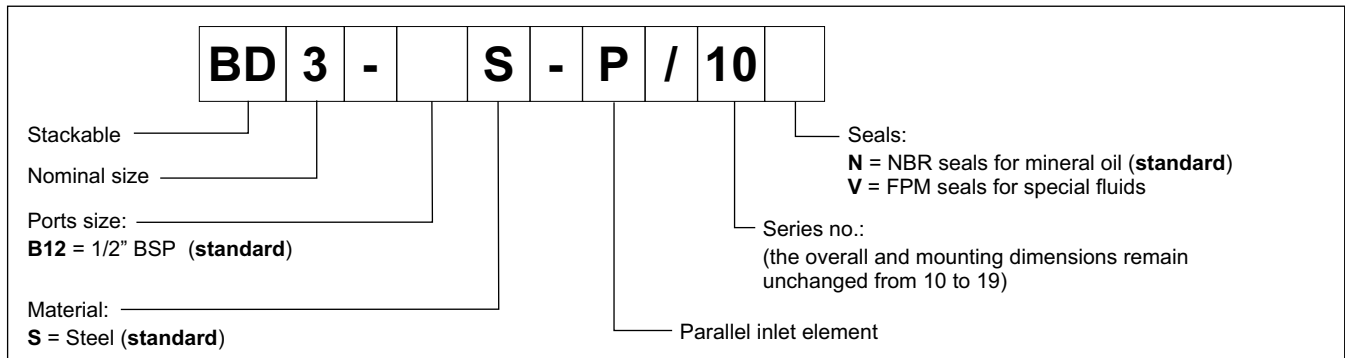 BD 3 - S - P / 10
Stackable
Nominal size
Ports size:
B12 = 1/2” BSP (standard)
Material:
S = Steel (standard)
Seals:
N = NBR seals for mineral oil (standard)
V = FPM seals for special fluids
Series no.:
(the overall and mounting dimensions remain
unchanged from 10 to 19)
Parallel inlet element